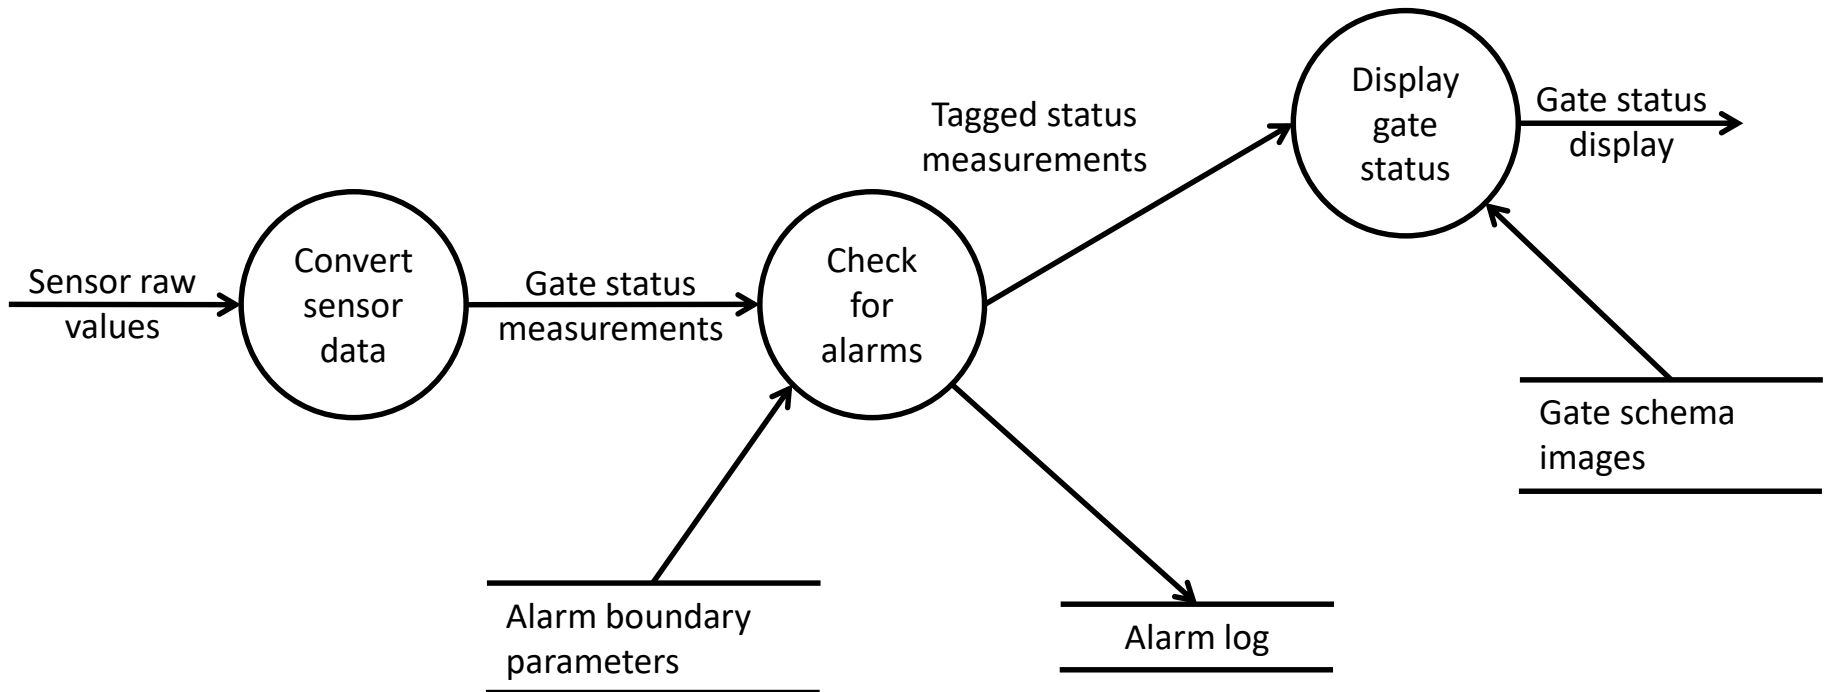 Sensor raw
values
Convert
sensor
data
Gate status
measurements
Check
for
alarms
Tagged status
measurements
Display
gate
status
Gate status
display
Gate schema
images
Alarm boundary
parameters
Alarm log